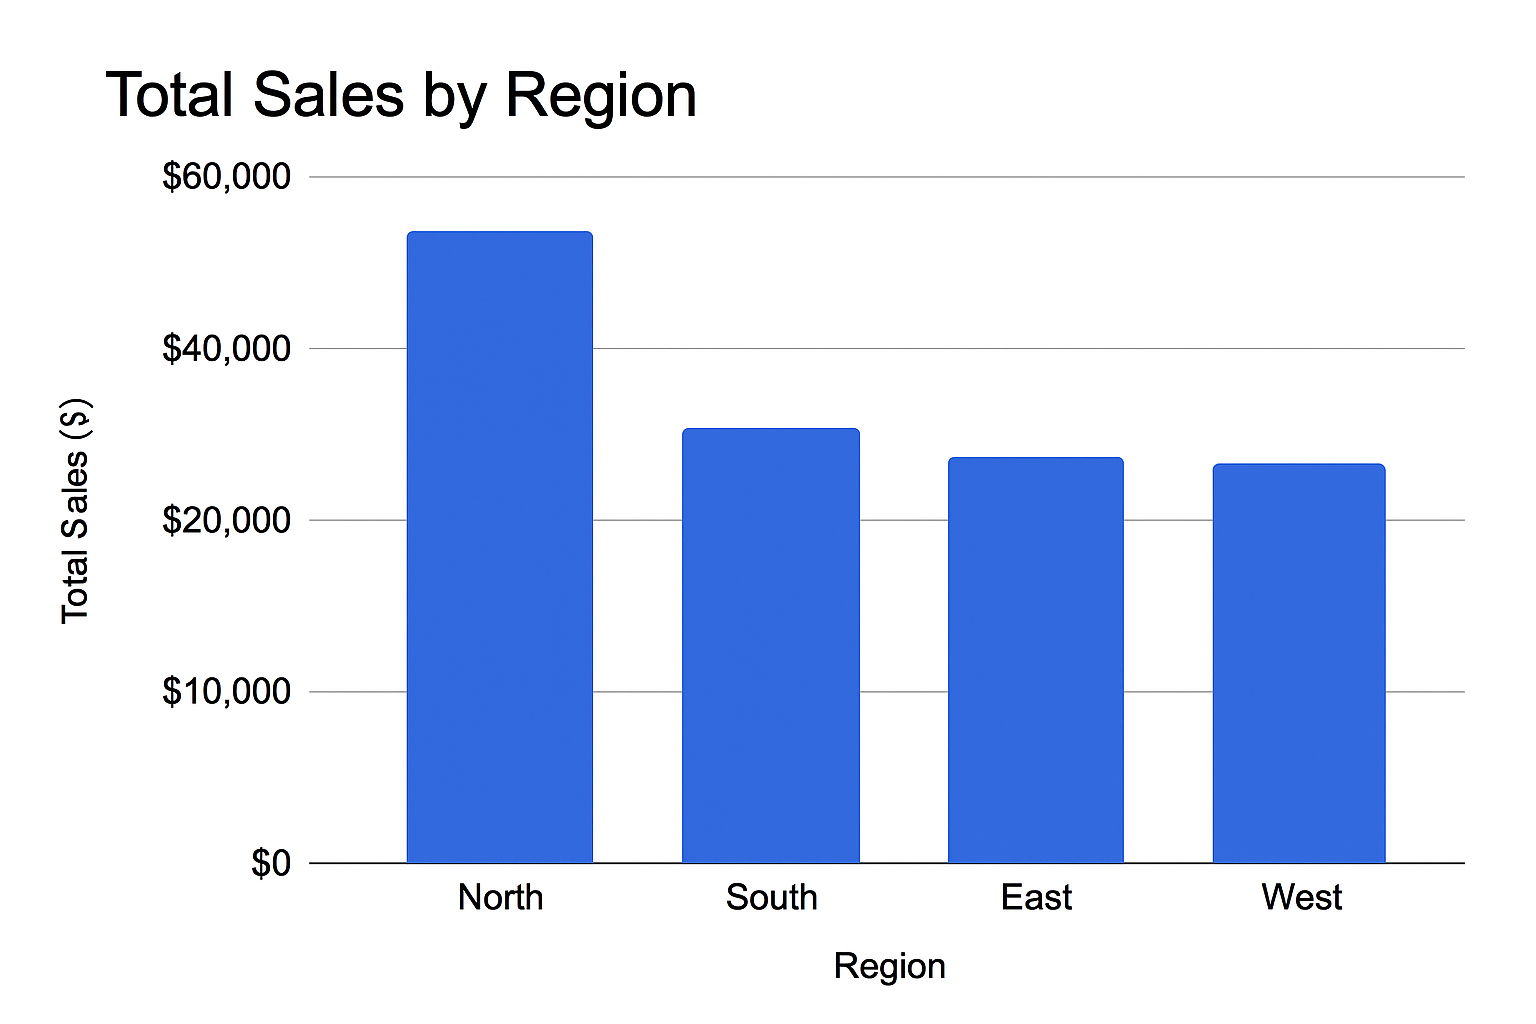 Total Sales by Region
$60,000
$40,000
$20,000
$10,000
$0
Total Sales ($)
North South East West
Region